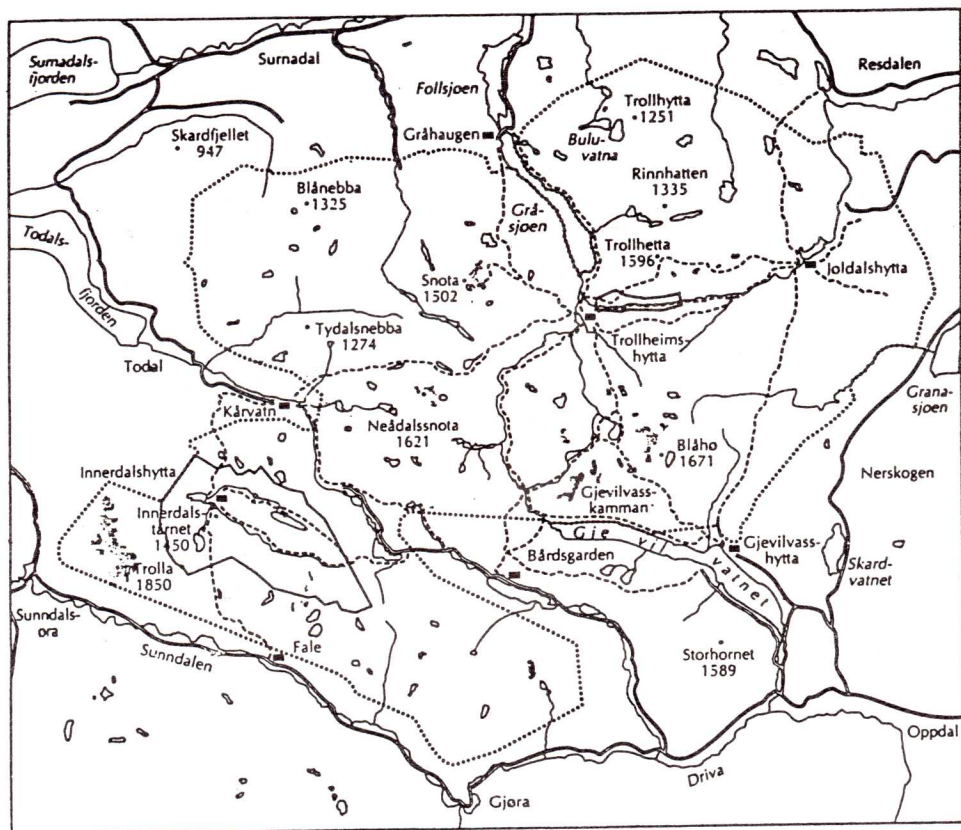 Surnadals-
fjorden
Surnadal
Follsjøen
Resdalen
Trollhytta
1251
Gråhaugen
Bulu-
vatna
Skardfjellet
947
Rinnhatten
1335
Blånebba
1325
Grå-
sjøen
Todals-
fjorden
Trollhetta
1596
Joldalshytta
Snota
1502
Tydalsnebba
1274
Trollheims-
hytta
Todal
Grana-
sjøen
Kårvatn
Neådalssnota
1621
Blåhø
1671
Nerskogen
Innerdalshytta
Gjevilvass-
kamman
Innerdals-
tårnet
1450
Gjevilvatnet
Gjevilvass-
hytta
Trolla
1850
Bårdsgarden
Skard-
vatnet
Sunndals-
øra
Sunndalen
Fale
Storhornet
1589
Oppdal
Driva
Gjøra